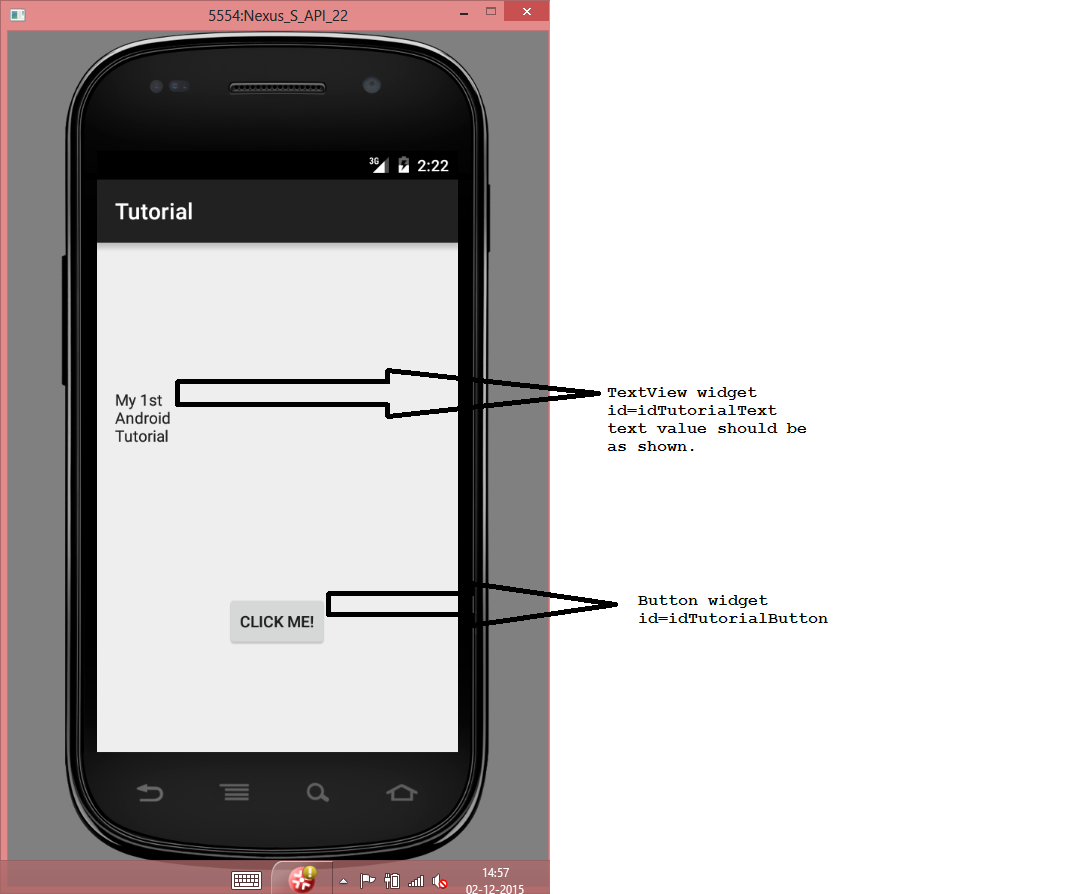 5554:Nexus_S_API_22
3G 2:22
Tutorial
My 1st
Android
Tutorial
TextView widget
id=idTutorialText
text value should be
as shown.
CLICK ME!
Button widget
id=idTutorialButton
14:57
02-12-2015